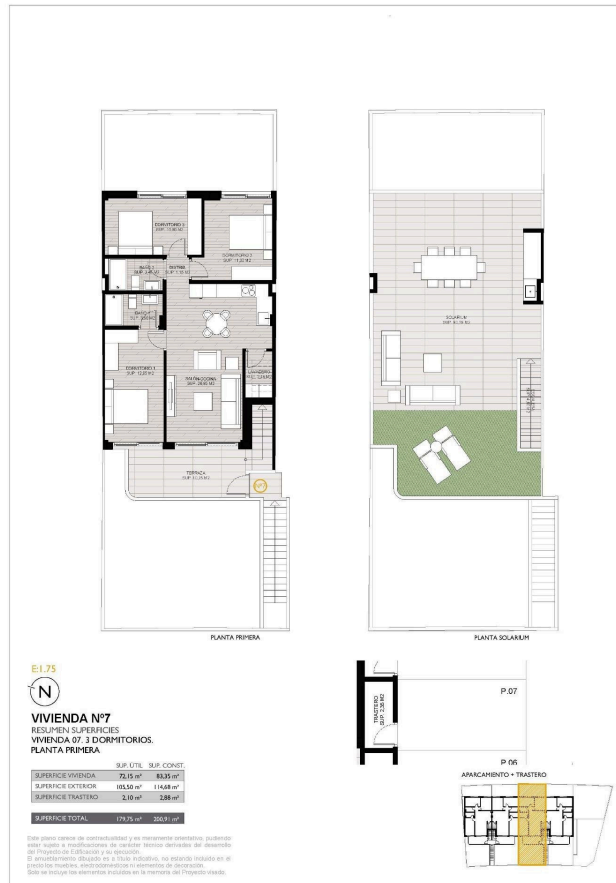 DORMITORIO 2
DORMITORIO 3
BAÑO 2
DISTRIB.
BAÑO 1
DORMITORIO 1
SALÓN-COCINA
LAVADERO
TERRAZA
Nº7
SOLARIUM
PLANTA PRIMERA
PLANTA SOLARIUM
E:1.75
N
VIVIENDA Nº7
RESUMEN SUPERFICIES
VIVIENDA 07. 3 DORMITORIOS.
PLANTA PRIMERA
SUP. ÚTIL SUP. CONST.
SUPERFICIE VIVIENDA 72,15 m² 83,35 m²
SUPERFICIE EXTERIOR 105,50 m² 114,68 m²
SUPERFICIE TRASTERO 2,10 m² 2,88 m²
SUPERFICIE TOTAL 179,75 m² 200,91 m²
Este plano carece de contractualidad y es meramente orientativo, pudiendo
estar sujeto a modificaciones de carácter técnico derivadas del desarrollo
del Proyecto de Edificación y su ejecución.
El amueblamiento dibujado es a título indicativo, no estando incluido en el
precio los muebles, electrodomésticos ni elementos de decoración.
Solo se incluye los elementos incluidos en la memoria del Proyecto Visado.
TRASTERO
P.07
P.06
APARCAMIENTO + TRASTERO